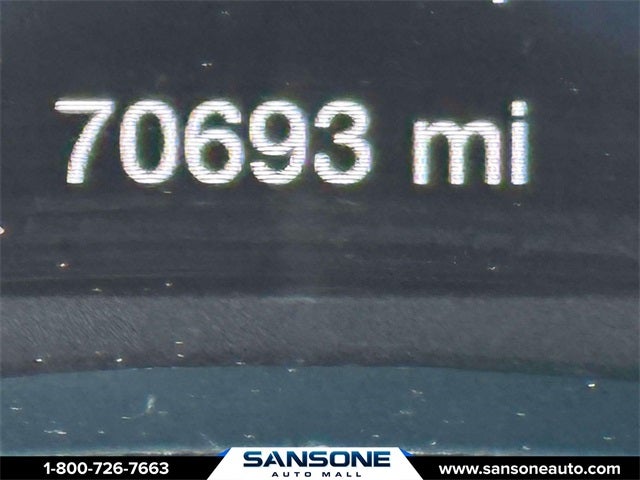 70693 mi
1-800-726-7663
SANSONE
AUTO MALL
www.sansoneauto.com